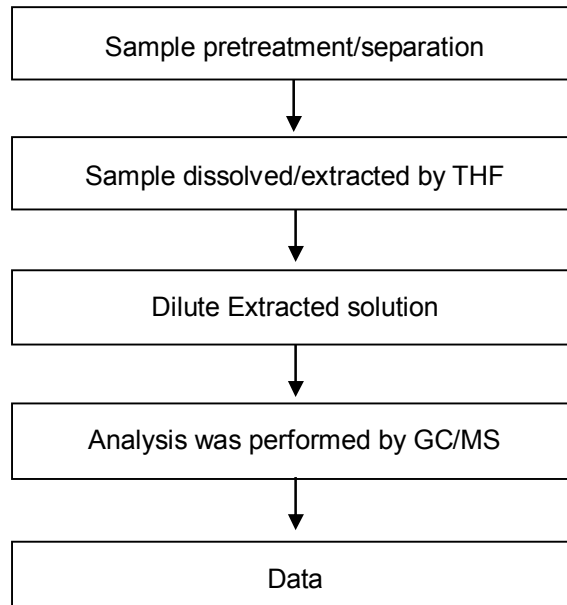 Sample pretreatment/separation
Sample dissolved/extracted by THF
Dilute Extracted solution
Analysis was performed by GC/MS
Data